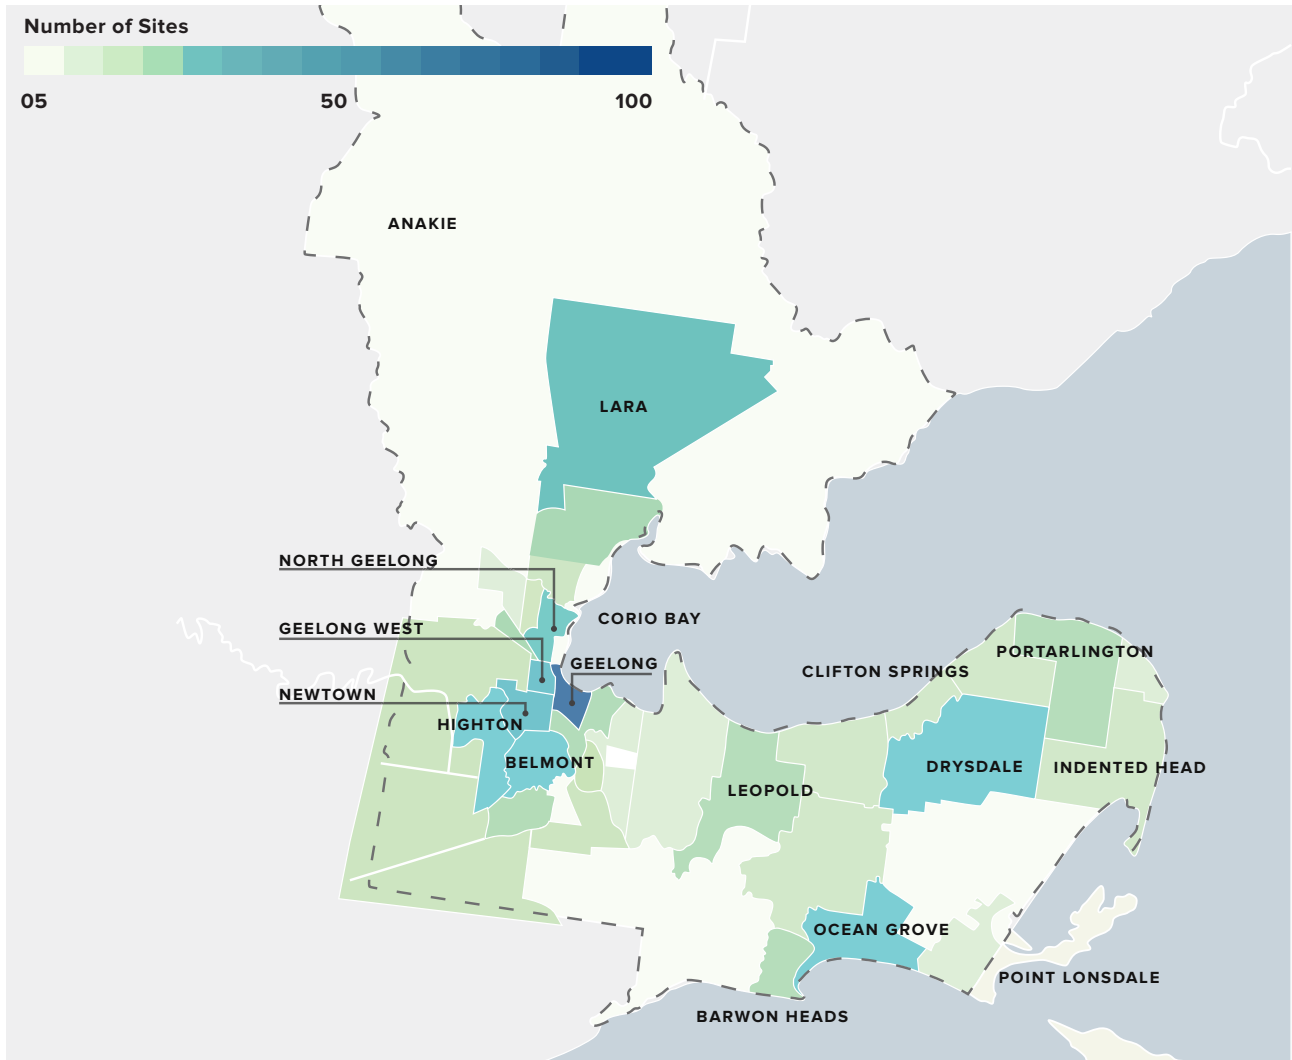 Number of Sites
05 50 100
ANAKIE
LARA
NORTH GEELONG
CORIO BAY
GEELONG WEST
PORTARLINGTON
GEELONG
CLIFTON SPRINGS
NEWTOWN
HIGHTON
BELMONT
DRYSDALE
INDENTED HEAD
LEOPOLD
OCEAN GROVE
POINT LONSDALE
BARWON HEADS